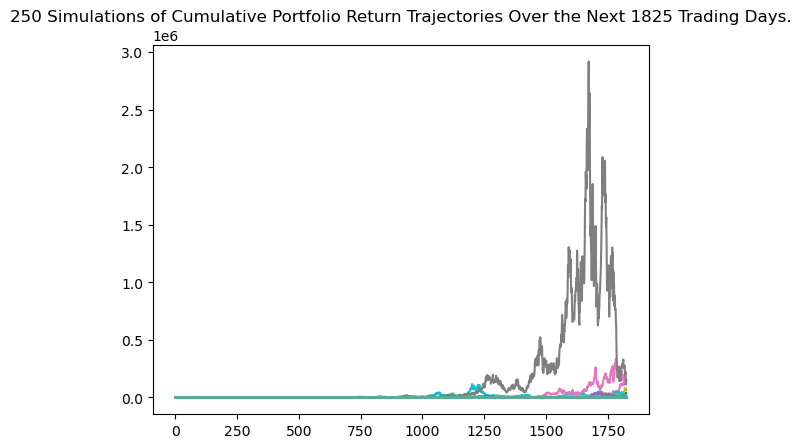 250 Simulations of Cumulative Portfolio Return Trajectories Over the Next 1825 Trading Days.
1e6
3.0
2.5
2.0
1.5
1.0
0.5
0.0
0 250 500 750 1000 1250 1500 1750